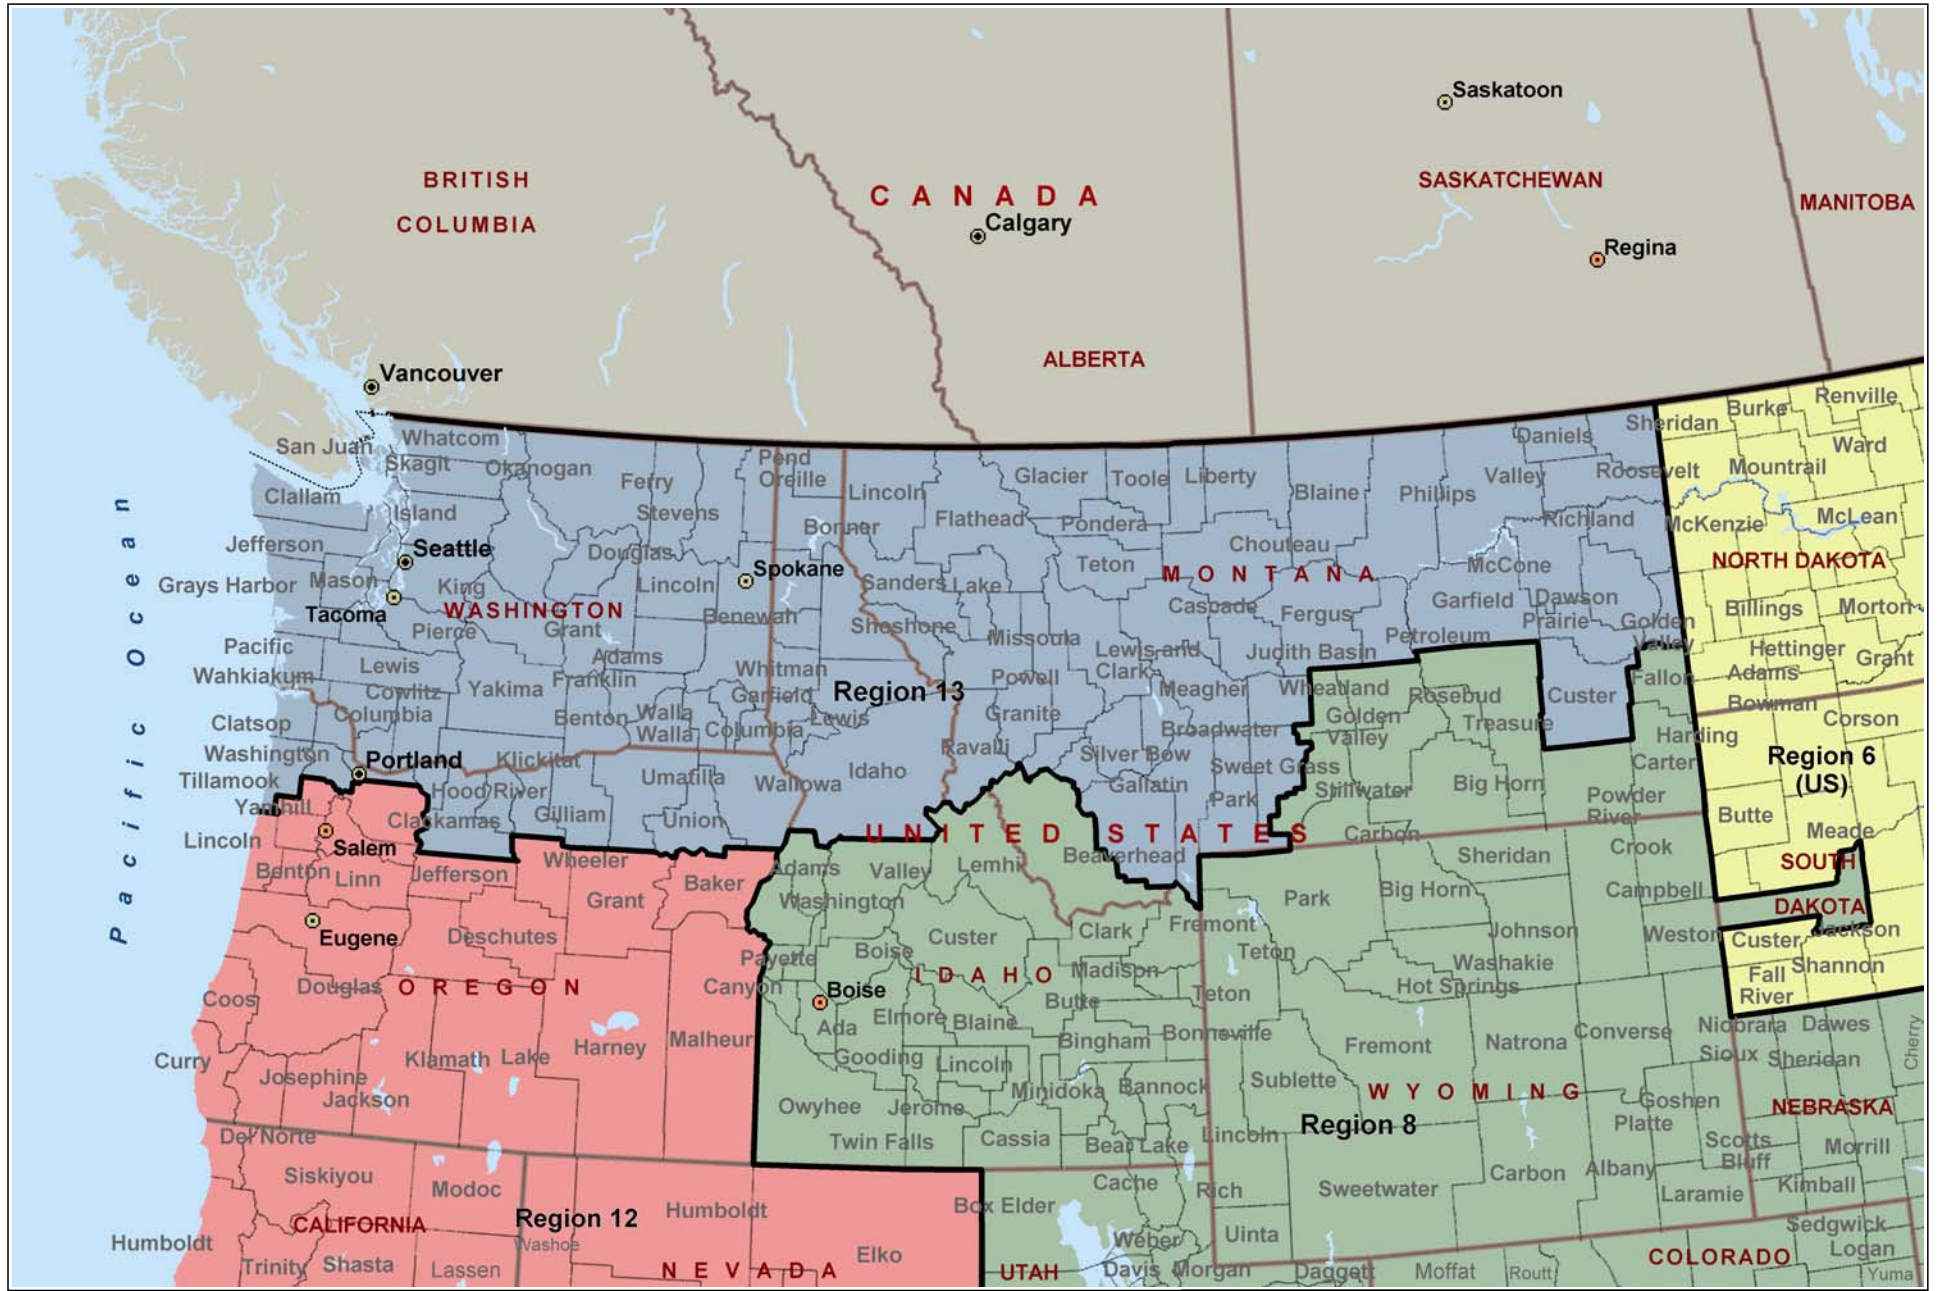 Saskatoon
BRITISH
COLUMBIA
CANADA
Calgary
SASKATCHEWAN
MANITOBA
Regina
ALBERTA
Vancouver
Pacific Ocean
San Juan
Whatcom
Skagit
Okanogan
Ferry
Stevens
Pend
Oreille
Lincoln
Bonner
Flathead
Glacier
Toole
Liberty
Pondera
Blaine
Phillips
Valley
Daniels
Sheridan
Roosevelt
Richland
Burke
Renville
Ward
Mountrail
McKenzie
McLean
NORTH DAKOTA
Clallam
Island
Jefferson
Seattle
Grays Harbor
Mason
King
Tacoma
WASHINGTON
Douglas
Lincoln
Spokane
Benewah
Sanders
Lake
Shoshone
Teton
Chouteau
MONTANA
Cascade
Fergus
McCone
Garfield
Dawson
Prairie
Golden
Valley
Billings
Morton
Hettinger
Adams
Grant
Bowman
Pacific
Wahkiakum
Pierce
Grant
Lewis
Cowlitz
Columbia
Yakima
Adams
Franklin
Benton
Walla
Walla
Whitman
Garfield
Columbia
Region 13
Lewis
Missoula
Powell
Granite
Ravalli
Lewis and
Clark
Judith Basin
Petroleum
Meagher
Wheatland
Broadwater
Golden
Valley
Rosebud
Treasure
Custer
Fallon
Harding
Carter
Corson
Region 6
(US)
Clatsop
Washington
Tillamook
Yamhill
Lincoln
Portland
Klickitat
Hood River
Clackamas
Gilliam
Umatilla
Union
Wallowa
Idaho
Silver Bow
Gallatin
Sweet Grass
Park
Stillwater
Big Horn
Powder
River
Carbon
Butte
Meade
UNITED STATES
Salem
Benton
Linn
Jefferson
Wheeler
Grant
Baker
Adams
Valley
Lemhi
Beaverhead
Washington
Sheridan
Crook
Campbell
Park
Big Horn
SOUTH
DAKOTA
Jackson
Custer
Shannon
Fall
River
Eugene
Deschutes
Douglas
OREGON
Coos
Curry
Josephine
Jackson
Klamath
Lake
Harney
Malheur
Payette
Canyon
Boise
Boise
Custer
Clark
Fremont
IDAHO
Madison
Butte
Teton
Ada
Elmore
Blaine
Bingham
Bonneville
Gooding
Lincoln
Minidoka
Bannock
Owyhee
Jerome
Twin Falls
Cassia
Bear Lake
Lincoln
Teton
Johnson
Washakie
Hot Springs
Weston
Fremont
Natrona
Converse
Niobrara
Dawes
Sioux
Sheridan
Cherry
Sublette
WYOMING
Region 8
Goshen
Platte
NEBRASKA
Scotts
Bluff
Morrill
Sweetwater
Carbon
Albany
Laramie
Kimball
Del Norte
Siskiyou
Modoc
CALIFORNIA
Humboldt
Trinity
Shasta
Lassen
Region 12
Washoe
Humboldt
Elko
NEVADA
Box Elder
Cache
Rich
Uinta
Weber
UTAH
Davis
Morgan
Daggett
Moffat
Routt
COLORADO
Sedgwick
Logan
Yuma